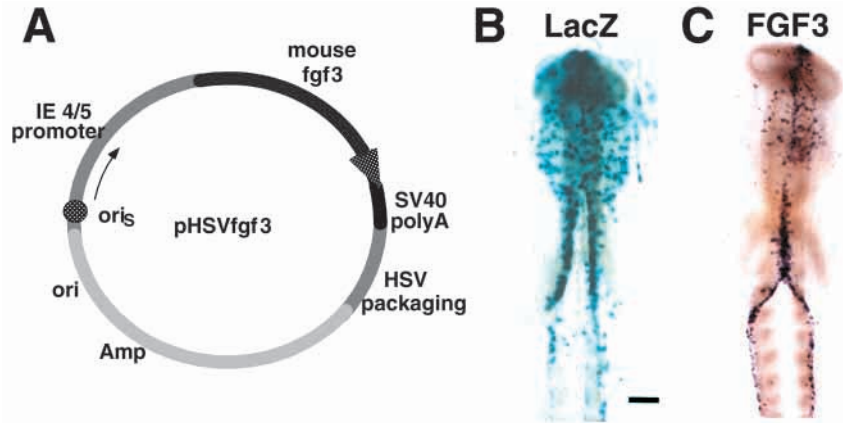 A
mouse
fgf3
IE 4/5
promoter
oriS
pHSVfgf3
SV40
polyA
ori
HSV
packaging
Amp
B
LacZ
C
FGF3